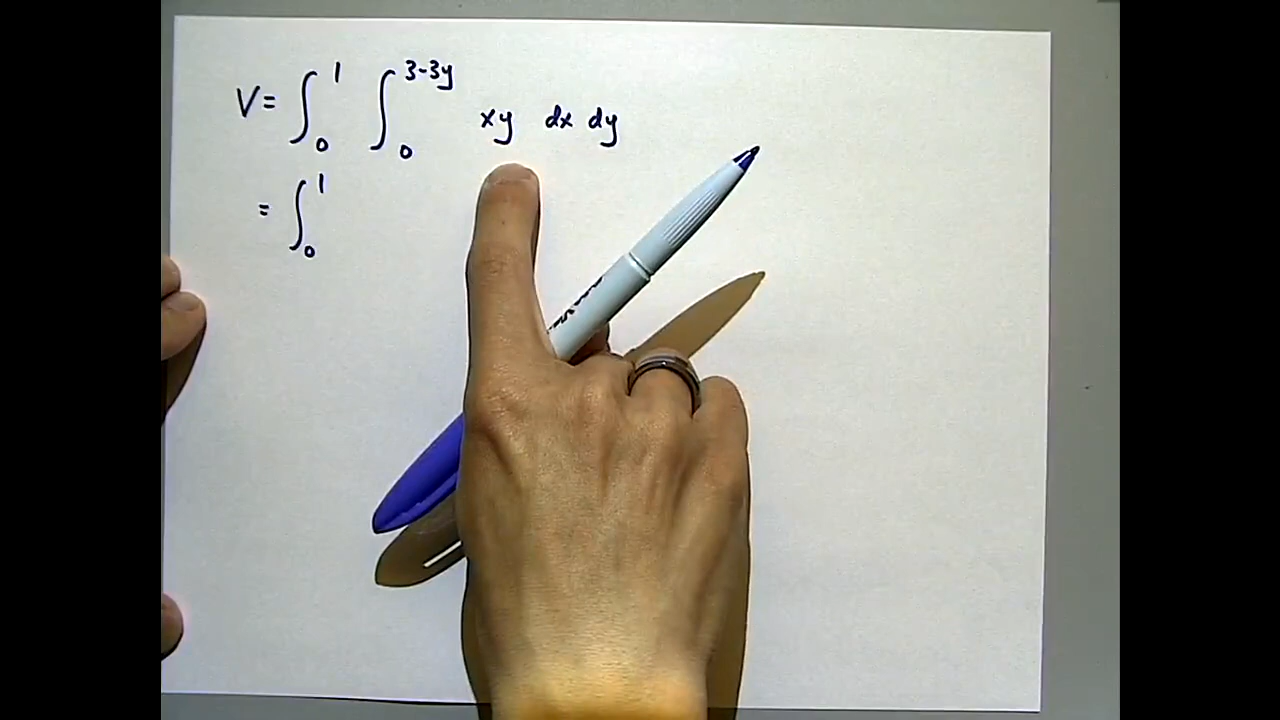 V = ∫₀¹ ∫₀^{3-3y} xy dx dy
= ∫₀¹